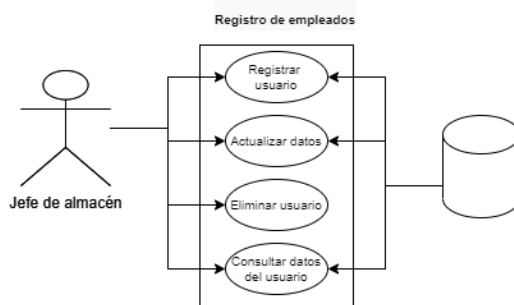 Registro de empleados
Registrar
usuario
Actualizar datos
Eliminar usuario
Consultar datos
del usuario
Jefe de almacén